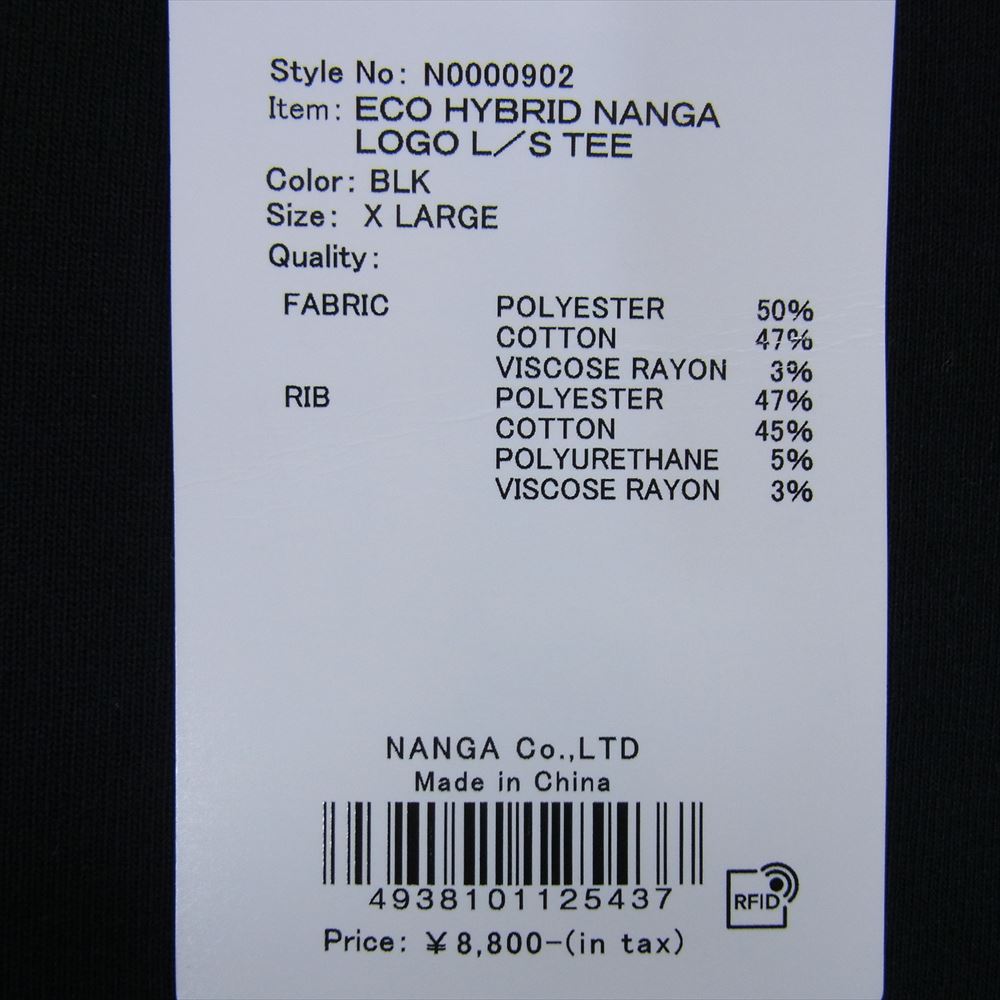 Style No: N0000902
Item: ECO HYBRID NANGA
LOGO L／S TEE
Color: BLK
Size: X LARGE
Quality:
FABRIC POLYESTER 50%
COTTON 47%
VISCOSE RAYON 3%
RIB POLYESTER 47%
COTTON 45%
POLYURETHANE 5%
VISCOSE RAYON 3%
NANGA Co.,LTD
Made in China
4938101125437
RFID
Price: ￥8,800-(in tax)